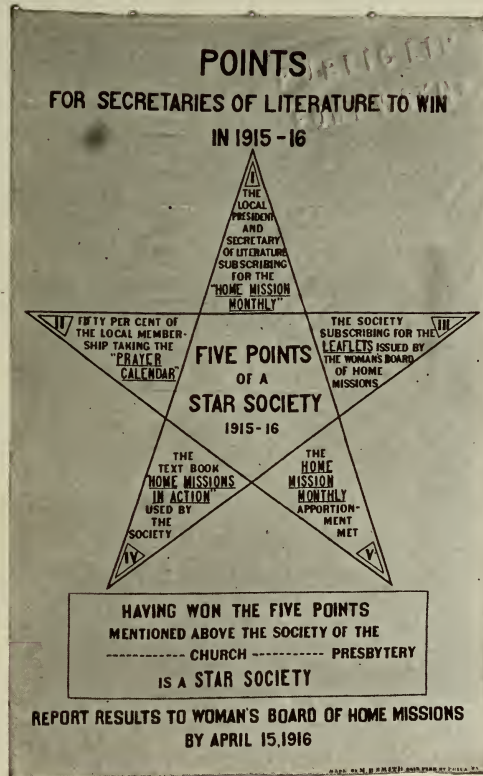 POINTS
FOR SECRETARIES OF LITERATURE TO WIN
IN 1915-16
I
THE
LOCAL
PRESIDENT
AND
SECRETARY
OF LITERATURE
SUBSCRIBING
FOR THE
"HOME MISSION
MONTHLY"
II
FIFTY PER CENT OF
THE LOCAL MEMBER-
SHIP TAKING THE
"PRAYER
CALENDAR"
III
THE SOCIETY
SUBSCRIBING FOR THE
LEAFLETS ISSUED BY
THE WOMAN'S BOARD
OF HOME
MISSIONS
FIVE POINTS
OF A
STAR SOCIETY
1915-16
THE
TEXT BOOK
"HOME MISSIONS
IN ACTION"
USED BY
THE
SOCIETY
IV
THE
HOME
MISSION
MONTHLY
APPORTION-
MENT
MET
V
HAVING WON THE FIVE POINTS
MENTIONED ABOVE THE SOCIETY OF THE
----------- CHURCH ---------- PRESBYTERY
IS A STAR SOCIETY
REPORT RESULTS TO WOMAN'S BOARD OF HOME MISSIONS
BY APRIL 15,1916
MADE BY